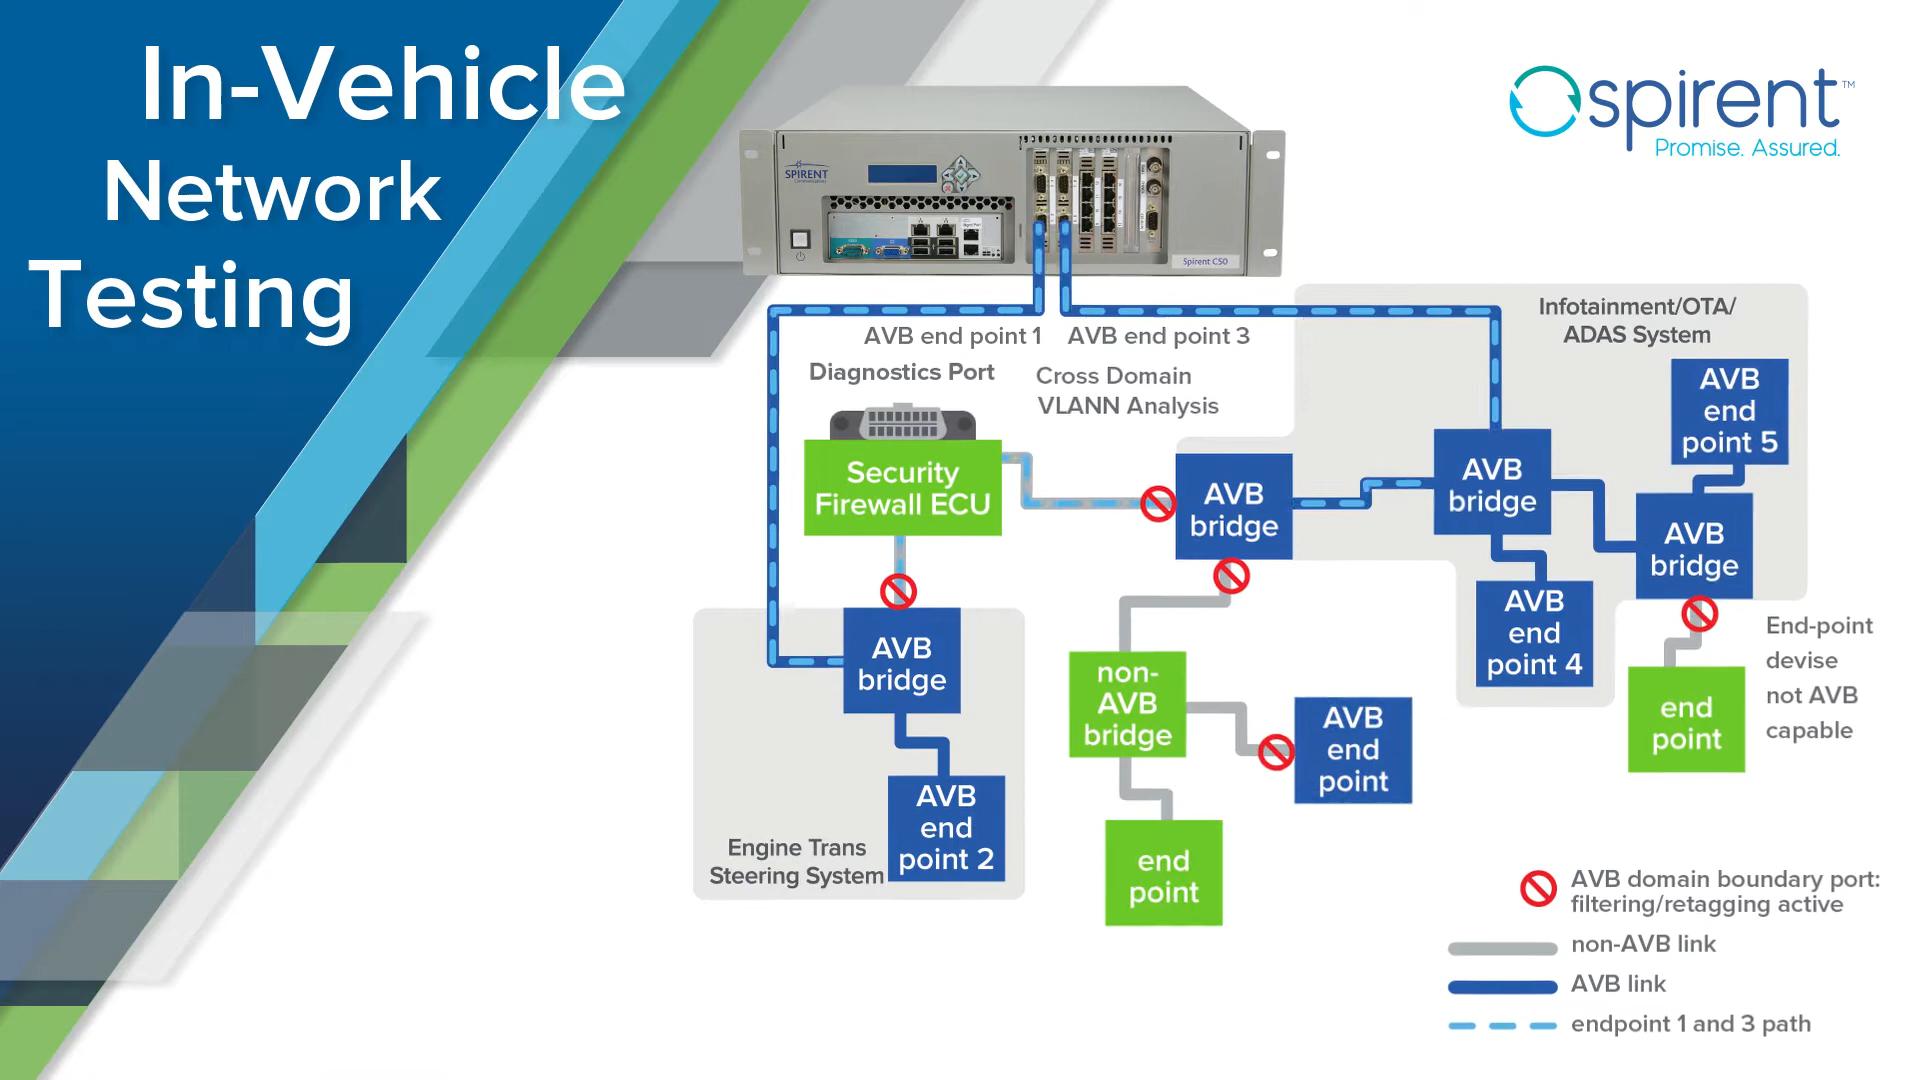 In-Vehicle
Network
Testing
spirent™
Promise. Assured.
SPIRENT
Communications
Spirent C50
AVB end point 1
AVB end point 3
Infotainment/OTA/
ADAS System
Diagnostics Port
Cross Domain
VLANN Analysis
Security
Firewall ECU
AVB
bridge
AVB
bridge
AVB
end
point 5
AVB
bridge
AVB
end
point 4
End-point
devise
not AVB
capable
end
point
AVB
bridge
non-
AVB
bridge
AVB
end
point
AVB
end
point 2
Engine Trans
Steering System
end
point
AVB domain boundary port:
filtering/retagging active
non-AVB link
AVB link
endpoint 1 and 3 path